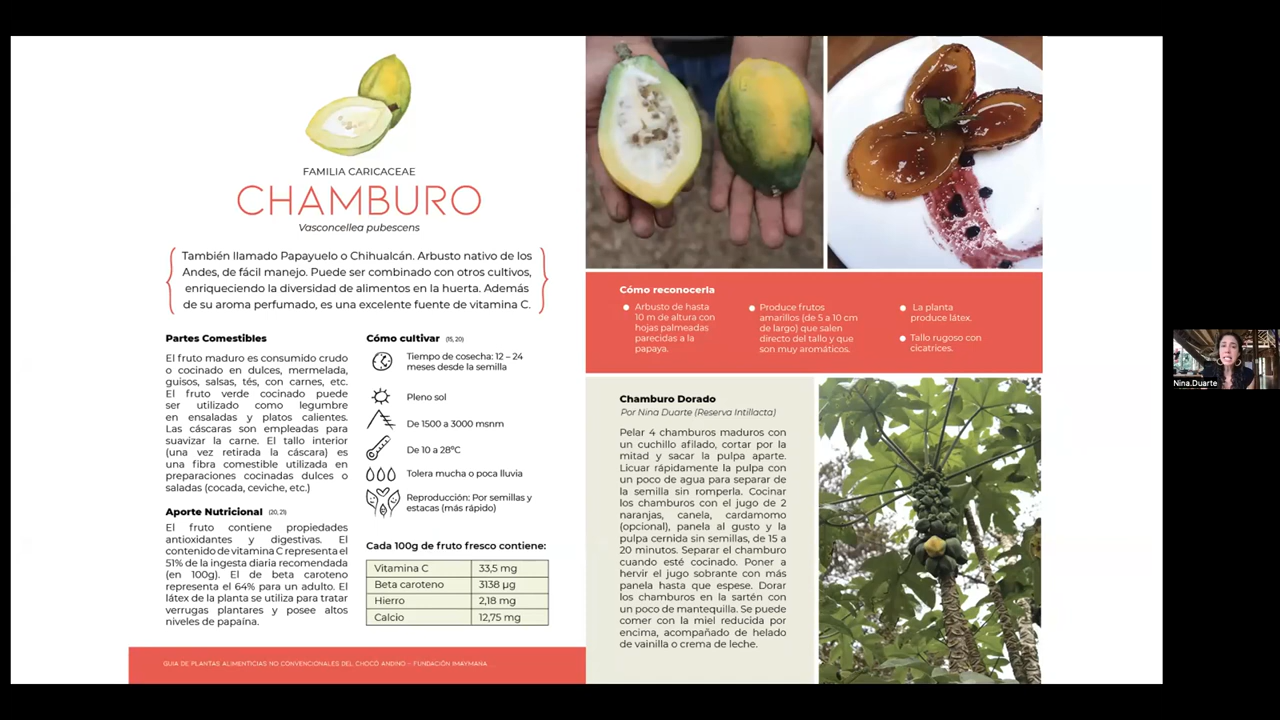 FAMILIA CARICACEAE
CHAMBURO
Vasconcellea pubescens
También llamado Papayuelo o Chihualcán. Arbusto nativo de los
Andes, de fácil manejo. Puede ser combinado con otros cultivos,
enriqueciendo la diversidad de alimentos en la huerta. Además
de su aroma perfumado, es una excelente fuente de vitamina C.
Partes Comestibles
El fruto maduro es consumido crudo
o cocinado en dulces, mermelada,
guisos, salsas, tés, con carnes, etc.
El fruto verde cocinado puede
ser utilizado como legumbre
en ensaladas y platos calientes.
Las cáscaras son empleadas para
suavizar la carne. El tallo interior
(una vez retirada la cáscara) es
una fibra comestible utilizada en
preparaciones cocinadas dulces o
saladas (cocada, ceviche, etc.)
Aporte Nutricional (20, 21)
El fruto contiene propiedades
antioxidantes y digestivas. El
contenido de vitamina C representa el
51% de la ingesta diaria recomendada
(en 100g). El de beta caroteno
representa el 64% para un adulto. El
látex de la planta se utiliza para tratar
verrugas plantares y posee altos
niveles de papaína.
Cómo cultivar (15, 20)
Tiempo de cosecha: 12 – 24
meses desde la semilla
Pleno sol
De 1500 a 3000 msnm
De 10 a 28ºC
Tolera mucha o poca lluvia
Reproducción: Por semillas y
estacas (más rápido)
Cada 100g de fruto fresco contiene:
Vitamina C 33,5 mg
Beta caroteno 3138 µg
Hierro 2,18 mg
Calcio 12,75 mg
GUIA DE PLANTAS ALIMENTICIAS NO CONVENCIONALES DEL CHOCÓ ANDINO – FUNDACIÓN IMAYMANA
Cómo reconocerla
Arbusto de hasta
10 m de altura con
hojas palmeadas
parecidas a la
papaya.
Produce frutos
amarillos (de 5 a 10 cm
de largo) que salen
directo del tallo y que
son muy aromáticos.
La planta
produce látex.
Tallo rugoso con
cicatrices.
Chamburo Dorado
Por Nina Duarte (Reserva Intillacta)
Pelar 4 chamburos maduros con
un cuchillo afilado, cortar por la
mitad y sacar la pulpa aparte.
Licuar rápidamente la pulpa con
un poco de agua para separar de
la semilla sin romperla. Cocinar
los chamburos con el jugo de 2
naranjas, canela, cardamomo
(opcional), panela al gusto y la
pulpa cernida sin semillas, de 15 a
20 minutos. Separar el chamburo
cuando esté cocinado. Poner a
hervir el jugo sobrante con más
panela hasta que espese. Dorar
los chamburos en la sartén con
un poco de mantequilla. Se puede
comer con la miel reducida por
encima, acompañado de helado
de vainilla o crema de leche.
Nina.Duarte